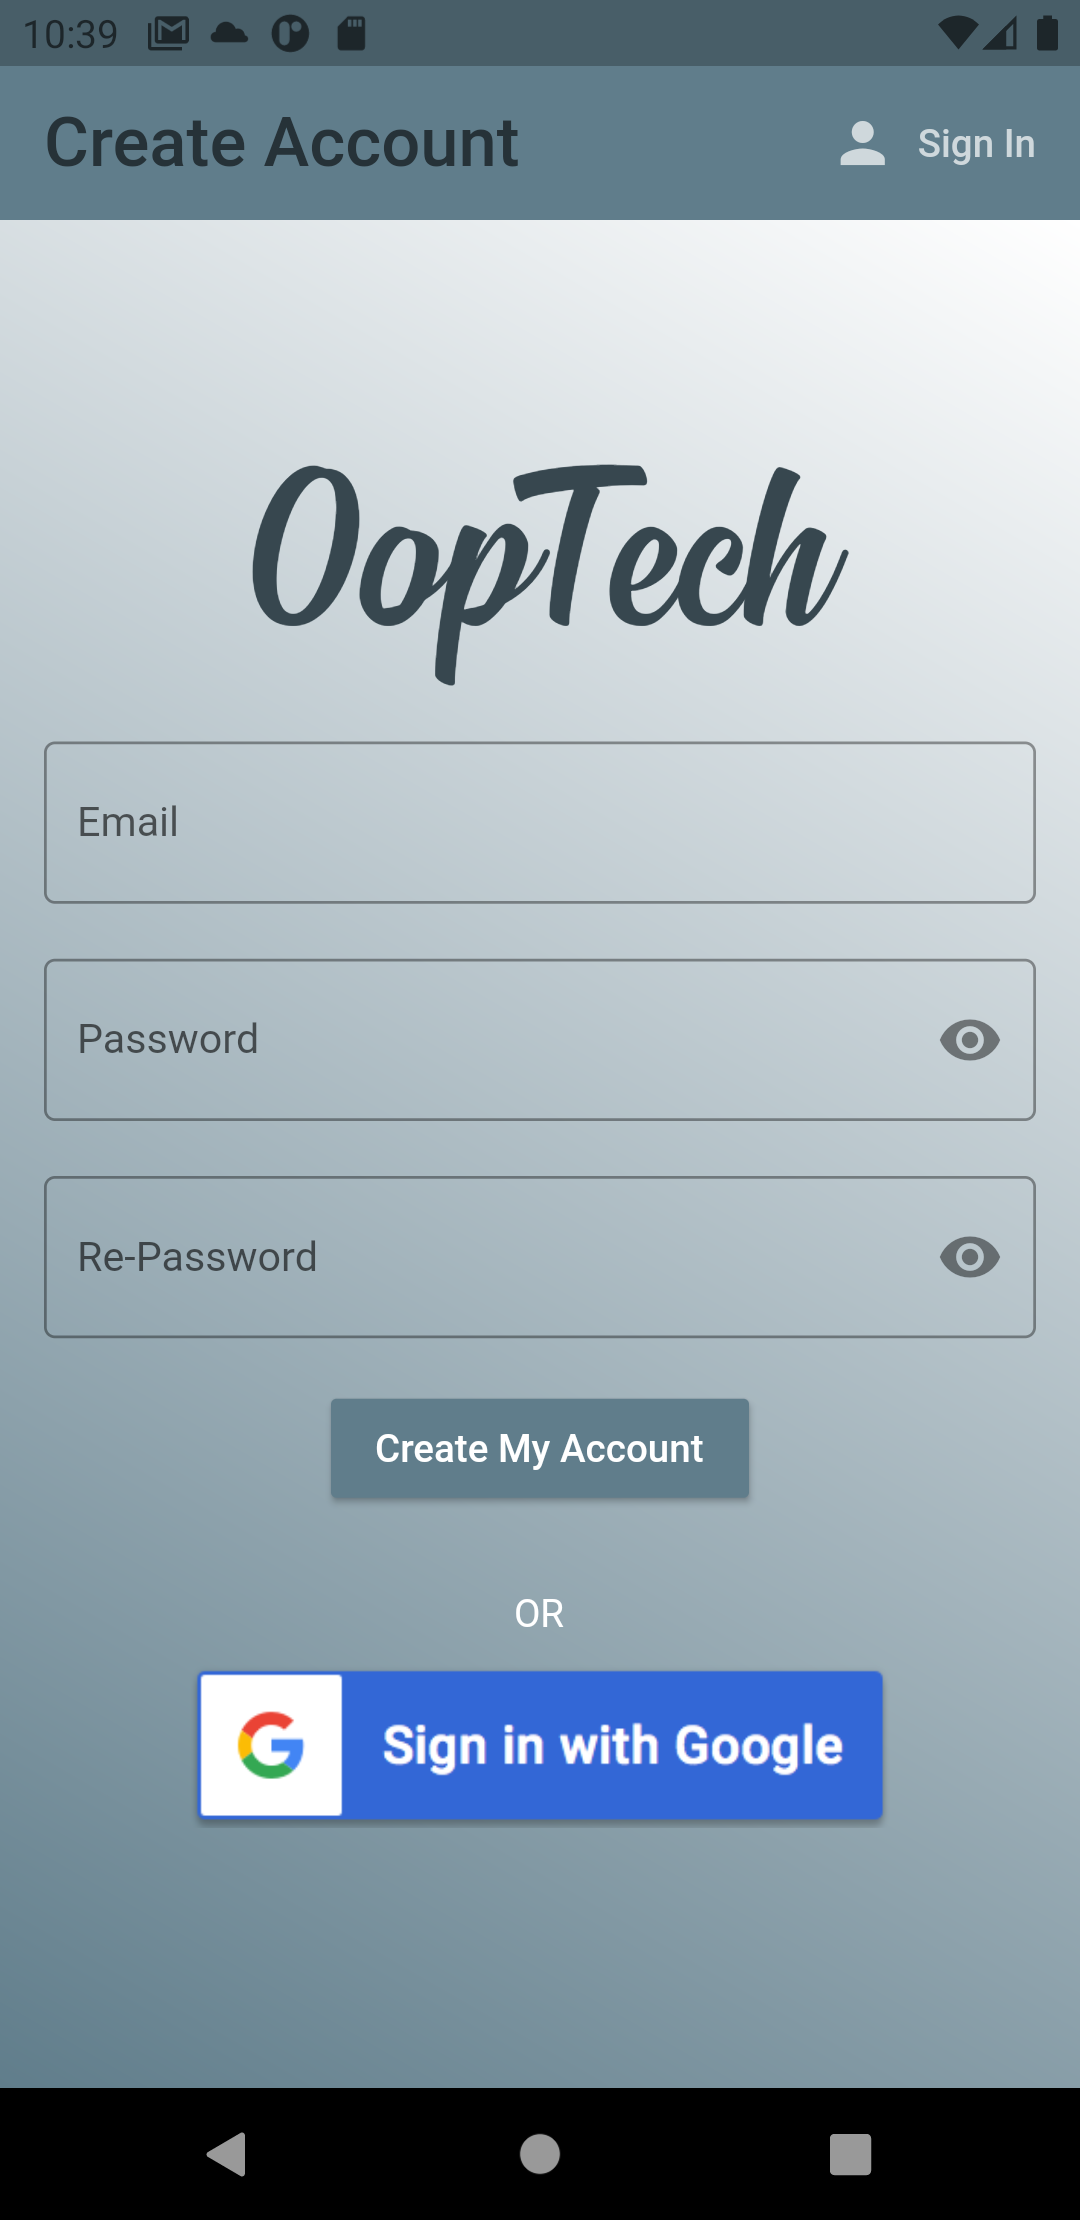 10:39
Create Account
Sign In
OopTech
Email
Password
Re-Password
Create My Account
OR
Sign in with Google